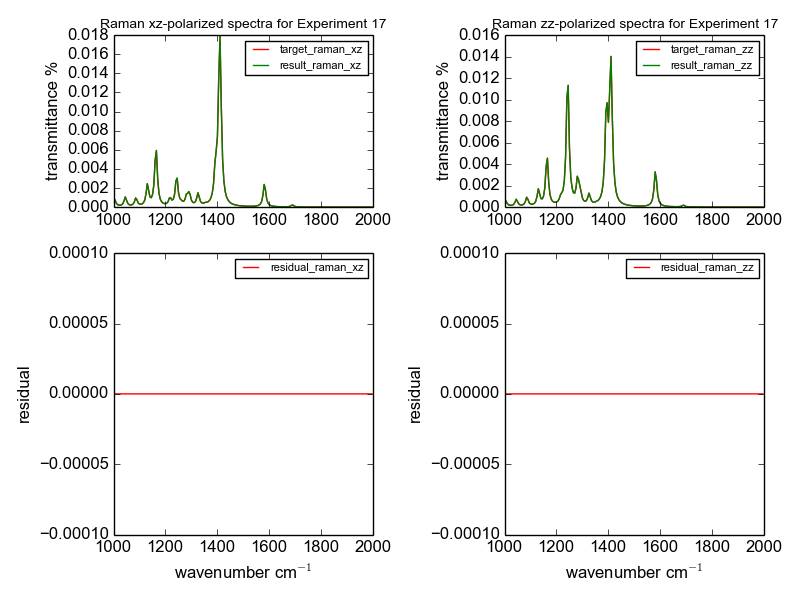 Raman xz-polarized spectra for Experiment 17
Raman zz-polarized spectra for Experiment 17
0.018
0.016
0.014
0.012
0.010
0.008
0.006
0.004
0.002
0.000
transmittance %
target_raman_xz
result_raman_xz
1000 1200 1400 1600 1800 2000
0.016
0.014
0.012
0.010
0.008
0.006
0.004
0.002
0.000
transmittance %
target_raman_zz
result_raman_zz
1000 1200 1400 1600 1800 2000
0.00010
0.00005
0.00000
−0.00005
−0.00010
residual
residual_raman_xz
1000 1200 1400 1600 1800 2000
wavenumber cm⁻¹
0.00010
0.00005
0.00000
−0.00005
−0.00010
residual
residual_raman_zz
1000 1200 1400 1600 1800 2000
wavenumber cm⁻¹